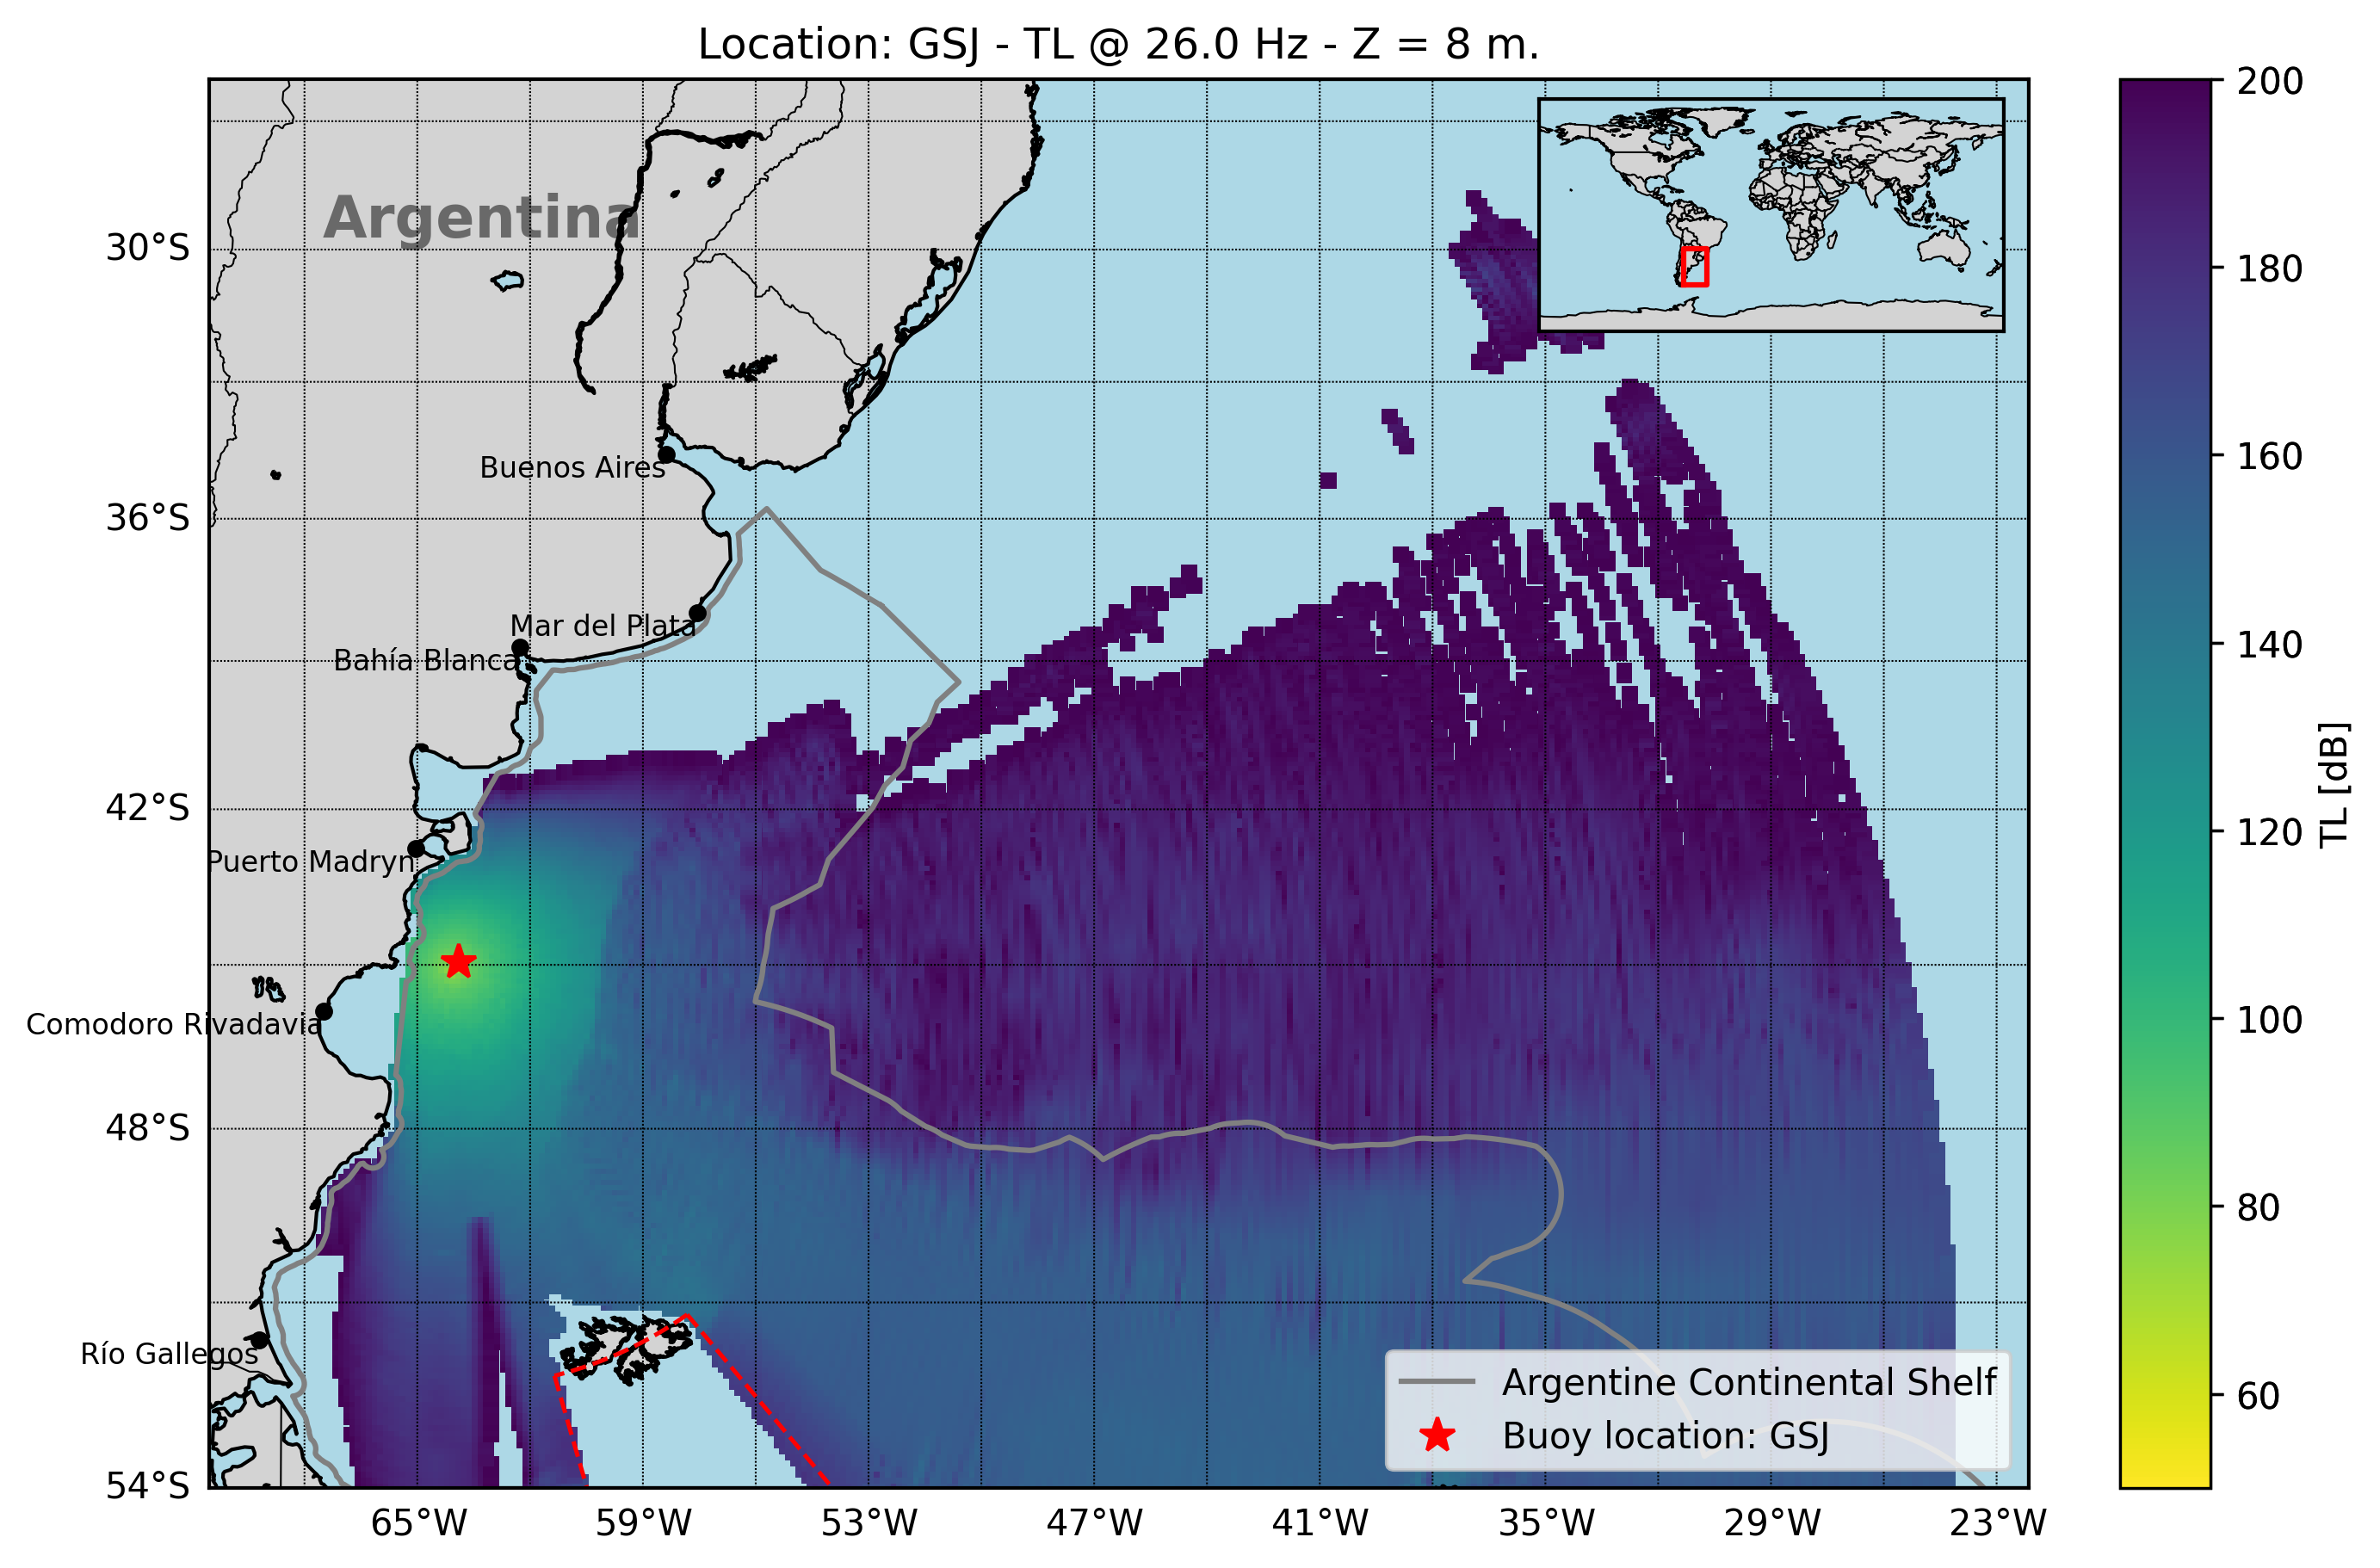 Location: GSJ - TL @ 26.0 Hz - Z = 8 m.
Argentina
Buenos Aires
Mar del Plata
Bahía Blanca
Puerto Madryn
Comodoro Rivadavia
Río Gallegos
30°S
36°S
42°S
48°S
54°S
65°W
59°W
53°W
47°W
41°W
35°W
29°W
23°W
Argentine Continental Shelf
Buoy location: GSJ
200
180
160
140
120
100
80
60
TL [dB]